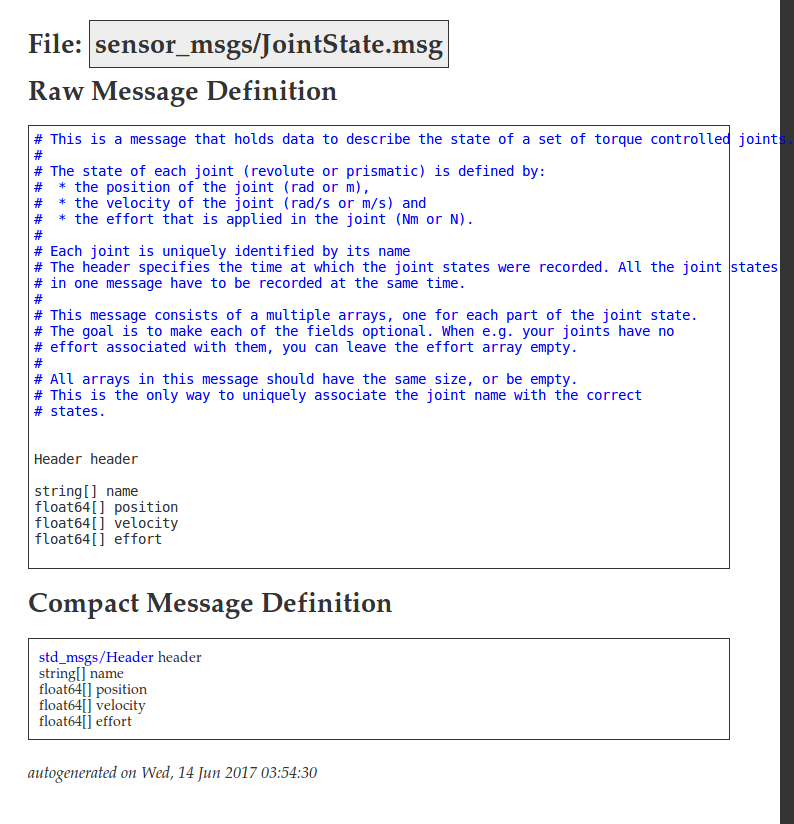 File: sensor_msgs/JointState.msg
Raw Message Definition
# This is a message that holds data to describe the state of a set of torque controlled joints.
#
# The state of each joint (revolute or prismatic) is defined by:
#  * the position of the joint (rad or m),
#  * the velocity of the joint (rad/s or m/s) and
#  * the effort that is applied in the joint (Nm or N).
#
# Each joint is uniquely identified by its name
# The header specifies the time at which the joint states were recorded. All the joint states
# in one message have to be recorded at the same time.
#
# This message consists of a multiple arrays, one for each part of the joint state.
# The goal is to make each of the fields optional. When e.g. your joints have no
# effort associated with them, you can leave the effort array empty.
#
# All arrays in this message should have the same size, or be empty.
# This is the only way to uniquely associate the joint name with the correct
# states.
Header header
string[] name
float64[] position
float64[] velocity
float64[] effort
Compact Message Definition
std_msgs/Header header
string[] name
float64[] position
float64[] velocity
float64[] effort
autogenerated on Wed, 14 Jun 2017 03:54:30